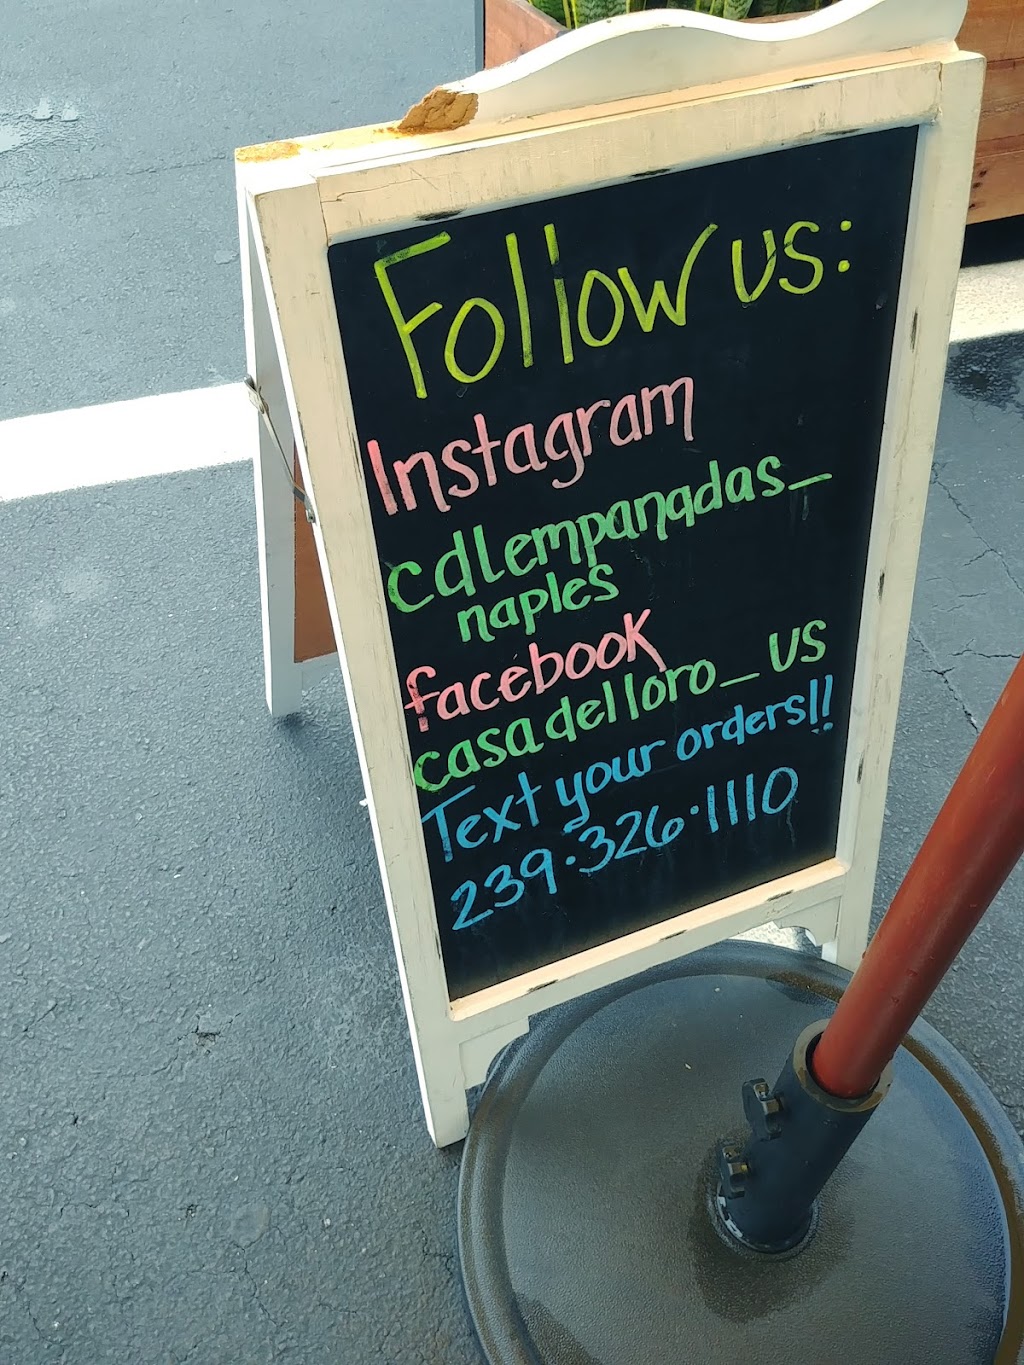 Follow us:
Instagram
cdlempanadas_
naples
facebook
casadelloro_us
Text your orders!!
239.326.1110